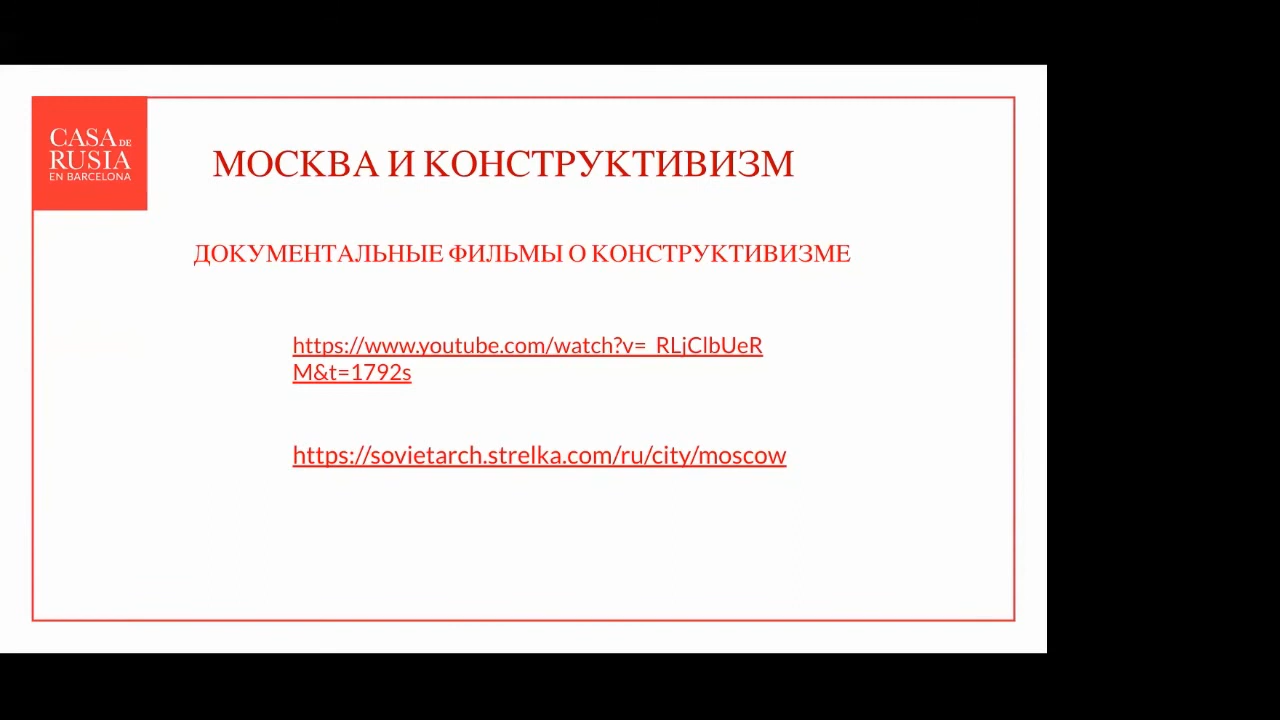 CASA DE
RUSIA
EN BARCELONA
МОСКВА И КОНСТРУКТИВИЗМ
ДОКУМЕНТАЛЬНЫЕ ФИЛЬМЫ О КОНСТРУКТИВИЗМЕ
https://www.youtube.com/watch?v=_RLjClbUeR
M&t=1792s
https://sovietarch.strelka.com/ru/city/moscow